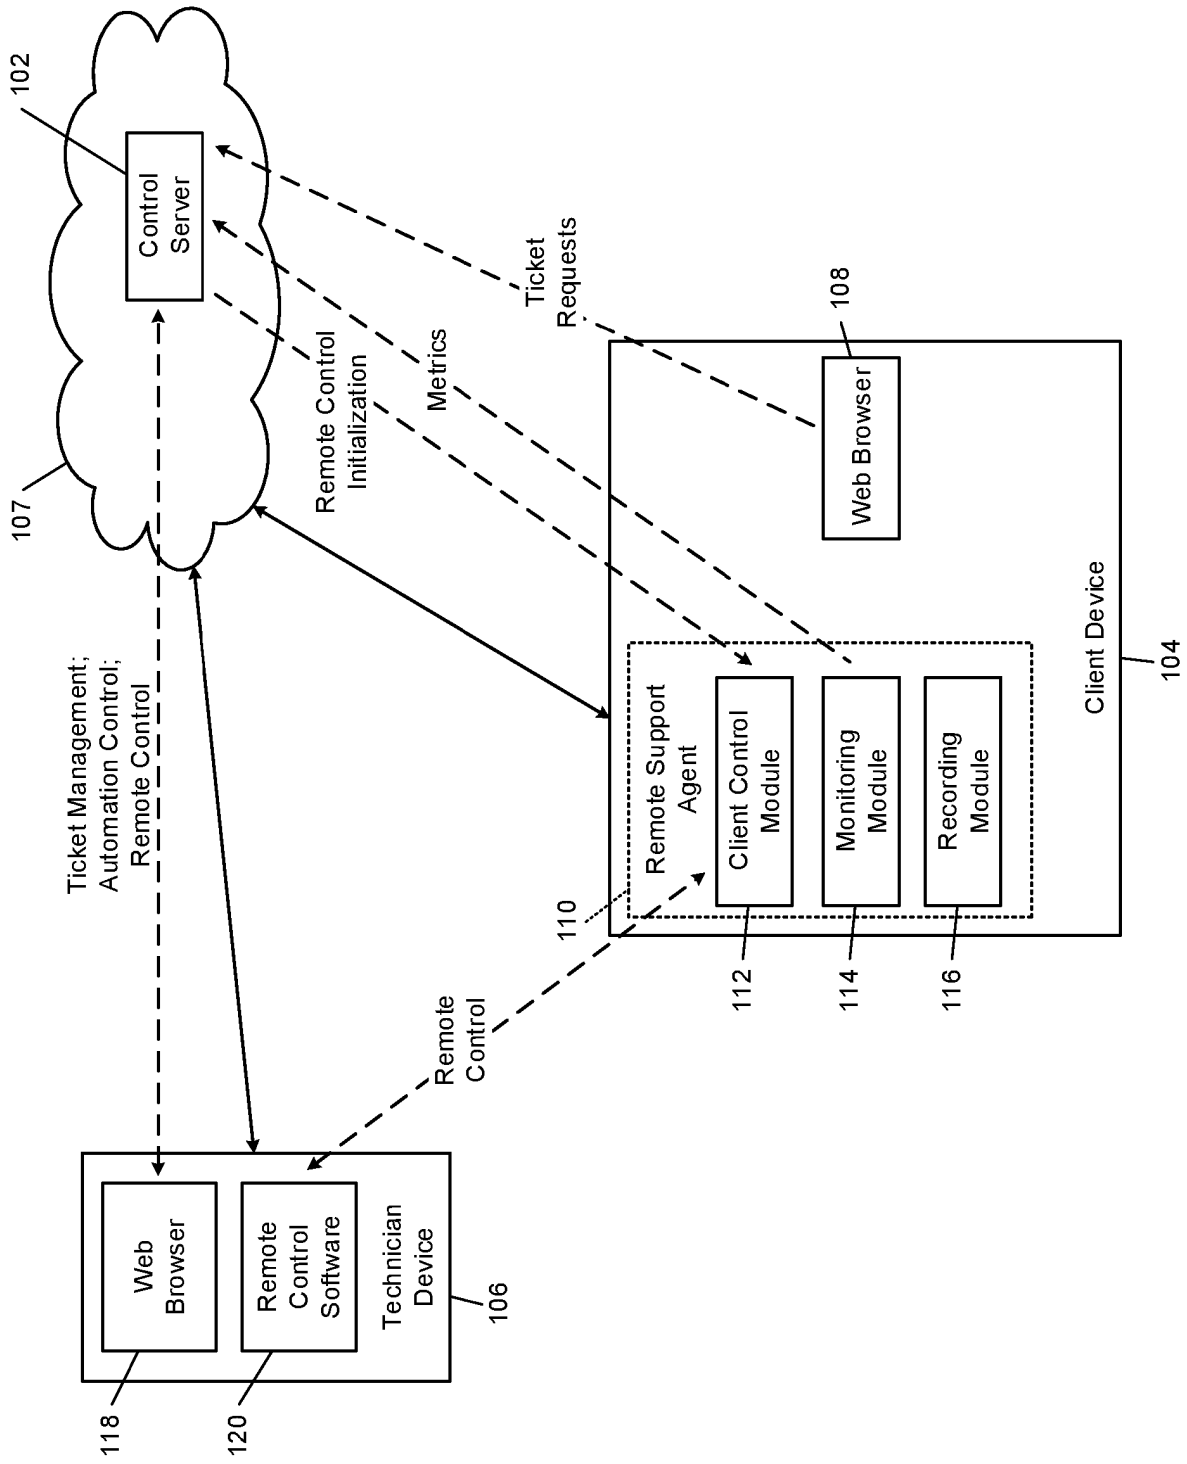 118
Web
Browser
120
Remote
Control
Software
Technician
Device
106
Ticket Management;
Automation Control;
Remote Control
107
Control
Server
102
Remote
Control
Remote Control
Initialization
Metrics
Ticket
Requests
110
Remote Support
Agent
112
Client Control
Module
114
Monitoring
Module
116
Recording
Module
Web Browser
108
Client Device
104